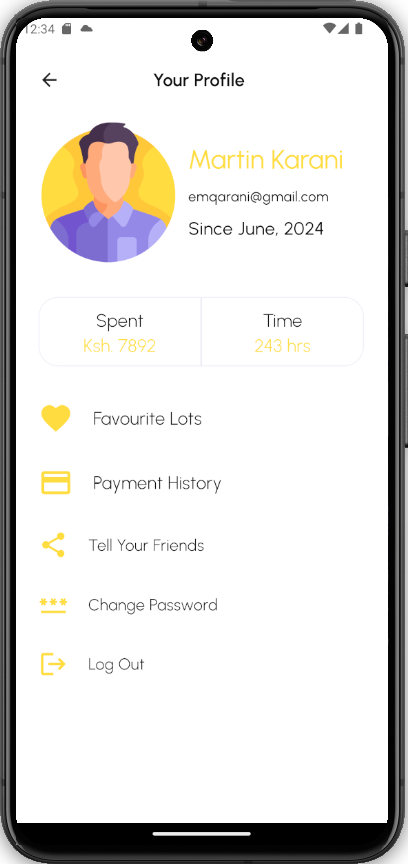 12:34
Your Profile
Martin Karani
emqarani@gmail.com
Since June, 2024
Spent
Time
Ksh. 7892
243 hrs
Favourite Lots
Payment History
Tell Your Friends
Change Password
Log Out